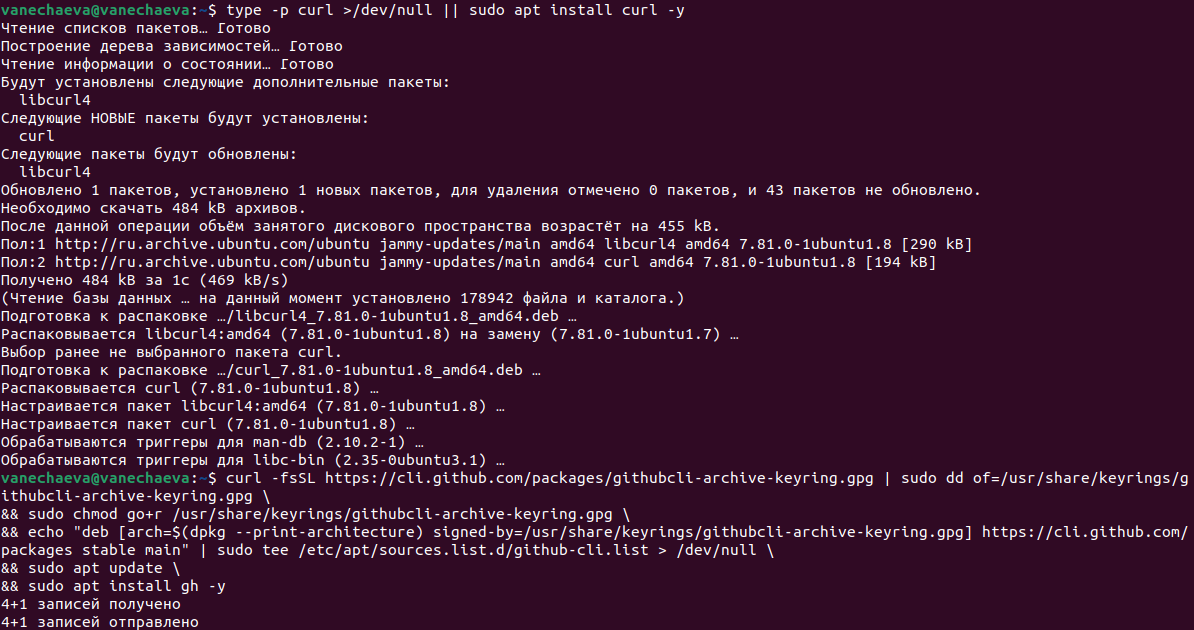 vanechaeva@vanechaeva:~$ type -p curl >/dev/null || sudo apt install curl -y
Чтение списков пакетов… Готово
Построение дерева зависимостей… Готово
Чтение информации о состоянии… Готово
Будут установлены следующие дополнительные пакеты:
  libcurl4
Следующие НОВЫЕ пакеты будут установлены:
  curl
Следующие пакеты будут обновлены:
  libcurl4
Обновлено 1 пакетов, установлено 1 новых пакетов, для удаления отмечено 0 пакетов, и 43 пакетов не обновлено.
Необходимо скачать 484 kB архивов.
После данной операции объём занятого дискового пространства возрастёт на 455 kB.
Пол:1 http://ru.archive.ubuntu.com/ubuntu jammy-updates/main amd64 libcurl4 amd64 7.81.0-1ubuntu1.8 [290 kB]
Пол:2 http://ru.archive.ubuntu.com/ubuntu jammy-updates/main amd64 curl amd64 7.81.0-1ubuntu1.8 [194 kB]
Получено 484 kB за 1с (469 kB/s)
(Чтение базы данных … на данный момент установлено 178942 файла и каталога.)
Подготовка к распаковке …/libcurl4_7.81.0-1ubuntu1.8_amd64.deb …
Распаковывается libcurl4:amd64 (7.81.0-1ubuntu1.8) на замену (7.81.0-1ubuntu1.7) …
Выбор ранее не выбранного пакета curl.
Подготовка к распаковке …/curl_7.81.0-1ubuntu1.8_amd64.deb …
Распаковывается curl (7.81.0-1ubuntu1.8) …
Настраивается пакет libcurl4:amd64 (7.81.0-1ubuntu1.8) …
Настраивается пакет curl (7.81.0-1ubuntu1.8) …
Обрабатываются триггеры для man-db (2.10.2-1) …
Обрабатываются триггеры для libc-bin (2.35-0ubuntu3.1) …
vanechaeva@vanechaeva:~$ curl -fsSL https://cli.github.com/packages/githubcli-archive-keyring.gpg | sudo dd of=/usr/share/keyrings/g
ithubcli-archive-keyring.gpg \
&& sudo chmod go+r /usr/share/keyrings/githubcli-archive-keyring.gpg \
&& echo "deb [arch=$(dpkg --print-architecture) signed-by=/usr/share/keyrings/githubcli-archive-keyring.gpg] https://cli.github.com/
packages stable main" | sudo tee /etc/apt/sources.list.d/github-cli.list > /dev/null \
&& sudo apt update \
&& sudo apt install gh -y
4+1 записей получено
4+1 записей отправлено